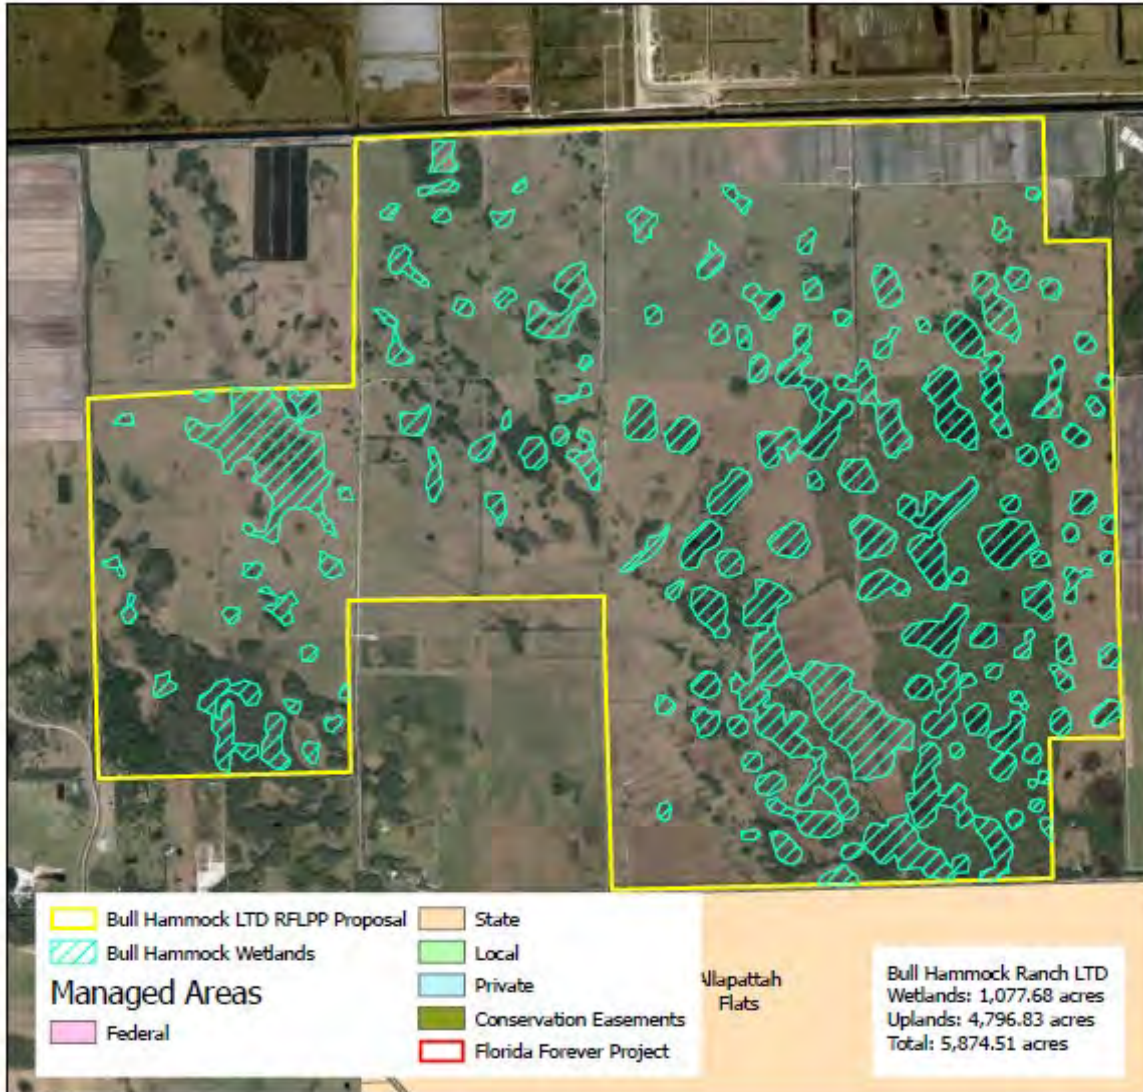 Bull Hammock LTD RFLPP Proposal
Bull Hammock Wetlands
Managed Areas
Federal
State
Local
Private
Conservation Easements
Florida Forever Project
Allapattah
Flats
Bull Hammock Ranch LTD
Wetlands: 1,077.68 acres
Uplands: 4,796.83 acres
Total: 5,874.51 acres